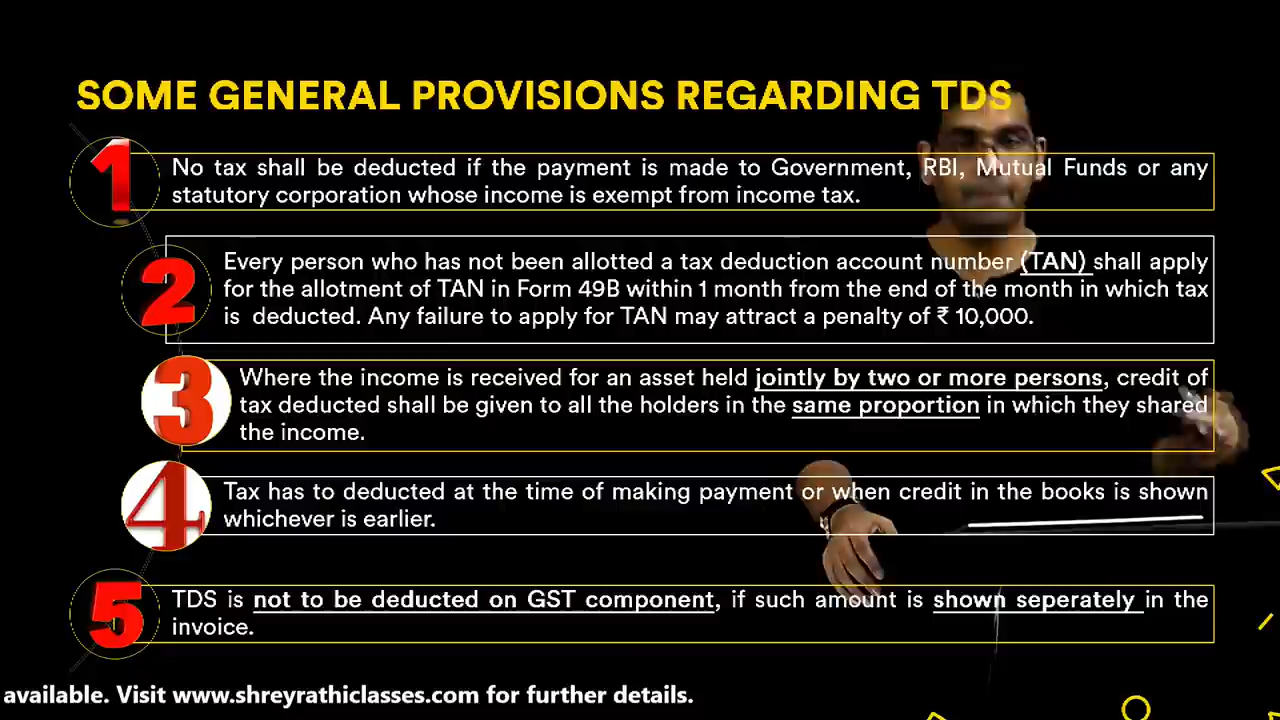 SOME GENERAL PROVISIONS REGARDING TDS
1
No tax shall be deducted if the payment is made to Government, RBI, Mutual Funds or any
statutory corporation whose income is exempt from income tax.
2
Every person who has not been allotted a tax deduction account number (TAN) shall apply
for the allotment of TAN in Form 49B within 1 month from the end of the month in which tax
is deducted. Any failure to apply for TAN may attract a penalty of ₹ 10,000.
3
Where the income is received for an asset held jointly by two or more persons, credit of
tax deducted shall be given to all the holders in the same proportion in which they shared
the income.
4
Tax has to deducted at the time of making payment or when credit in the books is shown
whichever is earlier.
5
TDS is not to be deducted on GST component, if such amount is shown seperately in the
invoice.
available. Visit www.shreyrathiclasses.com for further details.